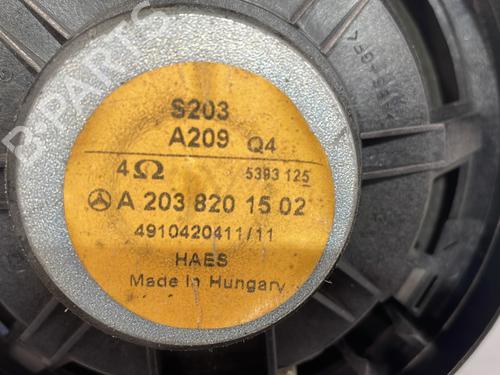 B-PARTS
S203
A209 Q4
4Ω 5393 125
A 203 820 15 02
4910420411/11
HAES
Made In Hungary